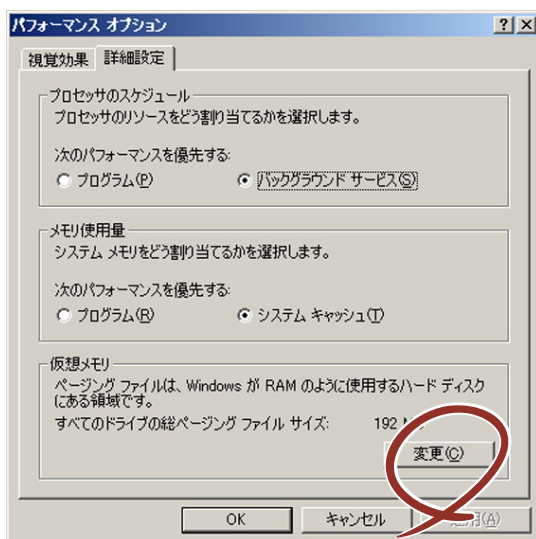 パフォーマンス オプション
視覚効果 詳細設定
プロセッサのスケジュール
プロセッサのリソースをどう割り当てるかを選択します。
次のパフォーマンスを優先する:
プログラム(P) バックグラウンド サービス(S)
メモリ使用量
システム メモリをどう割り当てるかを選択します。
次のパフォーマンスを優先する:
プログラム(R) システム キャッシュ(T)
仮想メモリ
ページング ファイルは、Windows が RAM のように使用するハード ディスク
にある領域です。
すべてのドライブの総ページング ファイル サイズ: 192
変更(C)
OK キャンセル